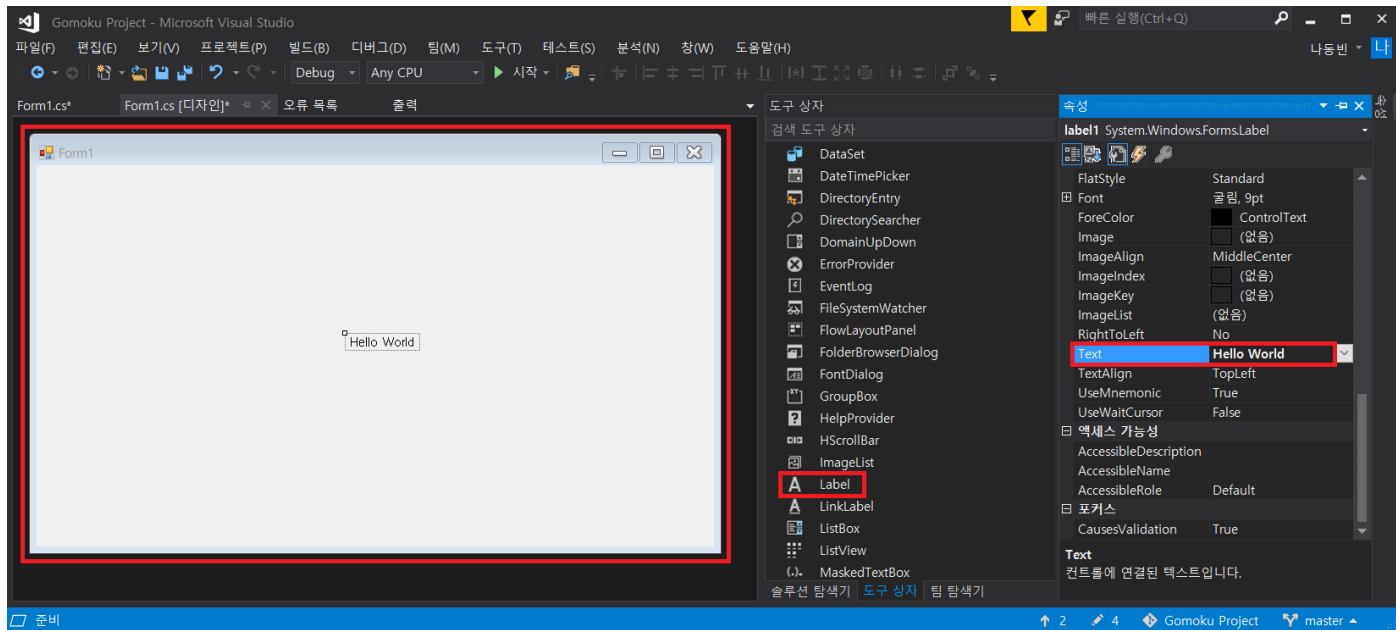 Gomoku Project - Microsoft Visual Studio
빠른 실행(Ctrl+Q)
파일(F) 편집(E) 보기(V) 프로젝트(P) 빌드(B) 디버그(D) 팀(M) 도구(T) 테스트(S) 분석(N) 창(W) 도움말(H)
나동빈 나
Debug Any CPU 시작
Form1.cs* Form1.cs [디자인]* 오류 목록 출력
Form1
Hello World
도구 상자
검색 도구 상자
DataSet
DateTimePicker
DirectoryEntry
DirectorySearcher
DomainUpDown
ErrorProvider
EventLog
FileSystemWatcher
FlowLayoutPanel
FolderBrowserDialog
FontDialog
GroupBox
HelpProvider
HScrollBar
ImageList
Label
LinkLabel
ListBox
ListView
MaskedTextBox
솔루션 탐색기 도구 상자 팀 탐색기
속성
label1 System.Windows.Forms.Label
FlatStyle Standard
Font 굴림, 9pt
ForeColor ControlText
Image (없음)
ImageAlign MiddleCenter
ImageIndex (없음)
ImageKey (없음)
ImageList (없음)
RightToLeft No
Text Hello World
TextAlign TopLeft
UseMnemonic True
UseWaitCursor False
액세스 가능성
AccessibleDescription
AccessibleName
AccessibleRole Default
포커스
CausesValidation True
Text
컨트롤에 연결된 텍스트입니다.
속성
준비
2 4 Gomoku Project master